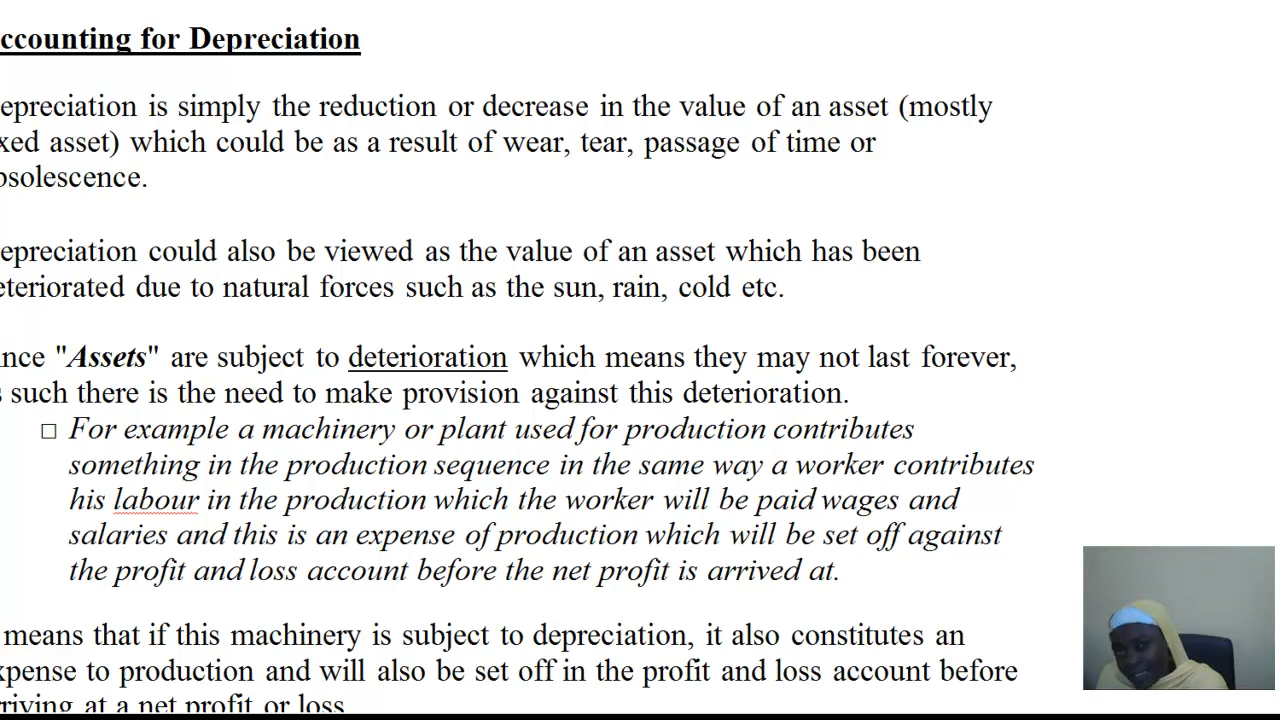 ccounting for Depreciation
epreciation is simply the reduction or decrease in the value of an asset (mostly
xed asset) which could be as a result of wear, tear, passage of time or
bsolescence.
epreciation could also be viewed as the value of an asset which has been
eteriorated due to natural forces such as the sun, rain, cold etc.
ince "Assets" are subject to deterioration which means they may not last forever,
s such there is the need to make provision against this deterioration.
□ For example a machinery or plant used for production contributes
something in the production sequence in the same way a worker contributes
his labour in the production which the worker will be paid wages and
salaries and this is an expense of production which will be set off against
the profit and loss account before the net profit is arrived at.
means that if this machinery is subject to depreciation, it also constitutes an
xpense to production and will also be set off in the profit and loss account before
rriving at a net profit or loss